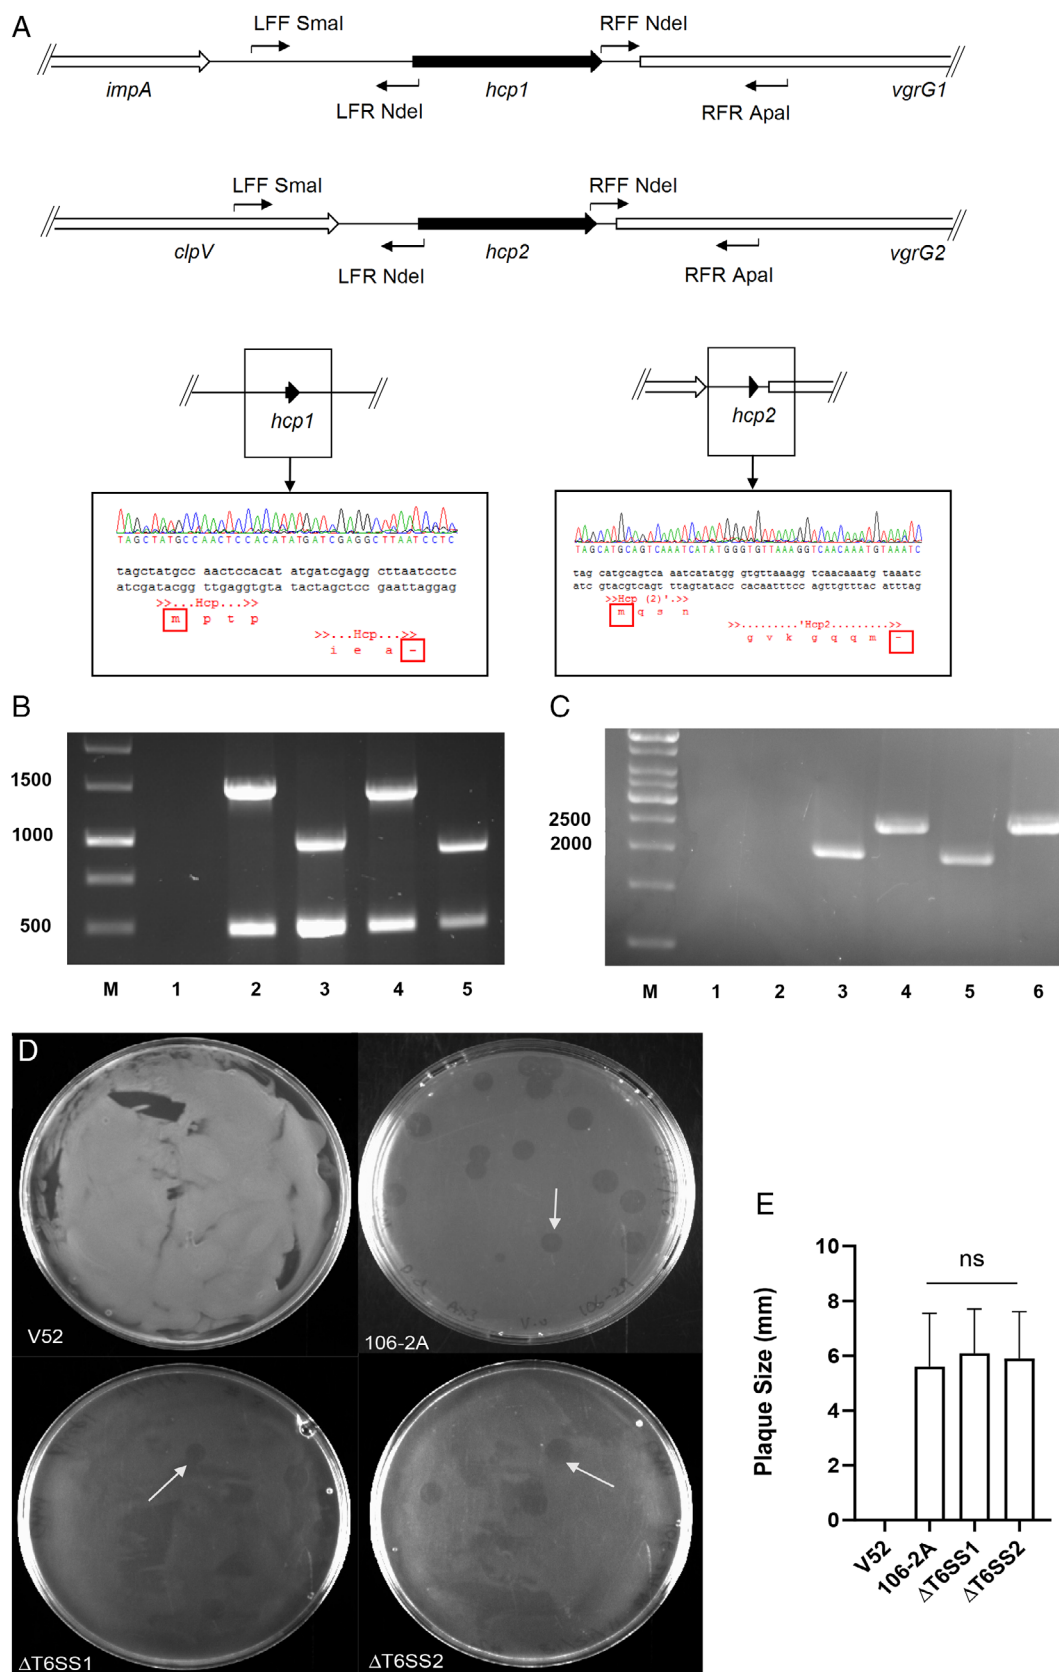 A
LFF SmaI
RFF NdeI
impA
hcp1
vgrG1
LFR NdeI
RFR ApaI
LFF SmaI
RFF NdeI
clpV
hcp2
vgrG2
LFR NdeI
RFR ApaI
hcp1
hcp2
TAGCTATGCCAACTCCACATATGATCGAGGCTTAATCCTC
tagctatgcc aactccacat atgatcgagg cttaatcctc
atcgatacgg ttgaggtgta tactagctcc gaattaggag
>>...Hcp...>>
m p t p
>>...Hcp...>>
i e a -
TAGCATGCAGTCAAATCATATGGGTGTTAAAGGTCAACAAATGTAAATC
tag catgcagtca aatcatatgg gtgttaaagg tcaacaaatg taaatc
atc gtacgtcagt ttagtatacc cacaatttcc agttgtttac atttag
>>Hcp (2)'.>>
m q s n
>>.........'Hcp2.........>>
g v k g q q m -
B
1500
1000
500
M 1 2 3 4 5
C
2500
2000
M 1 2 3 4 5 6
D
V52
106-2A
ΔT6SS1
ΔT6SS2
E
ns
Plaque Size (mm)
10
8
6
4
2
0
V52
106-2A
ΔT6SS1
ΔT6SS2